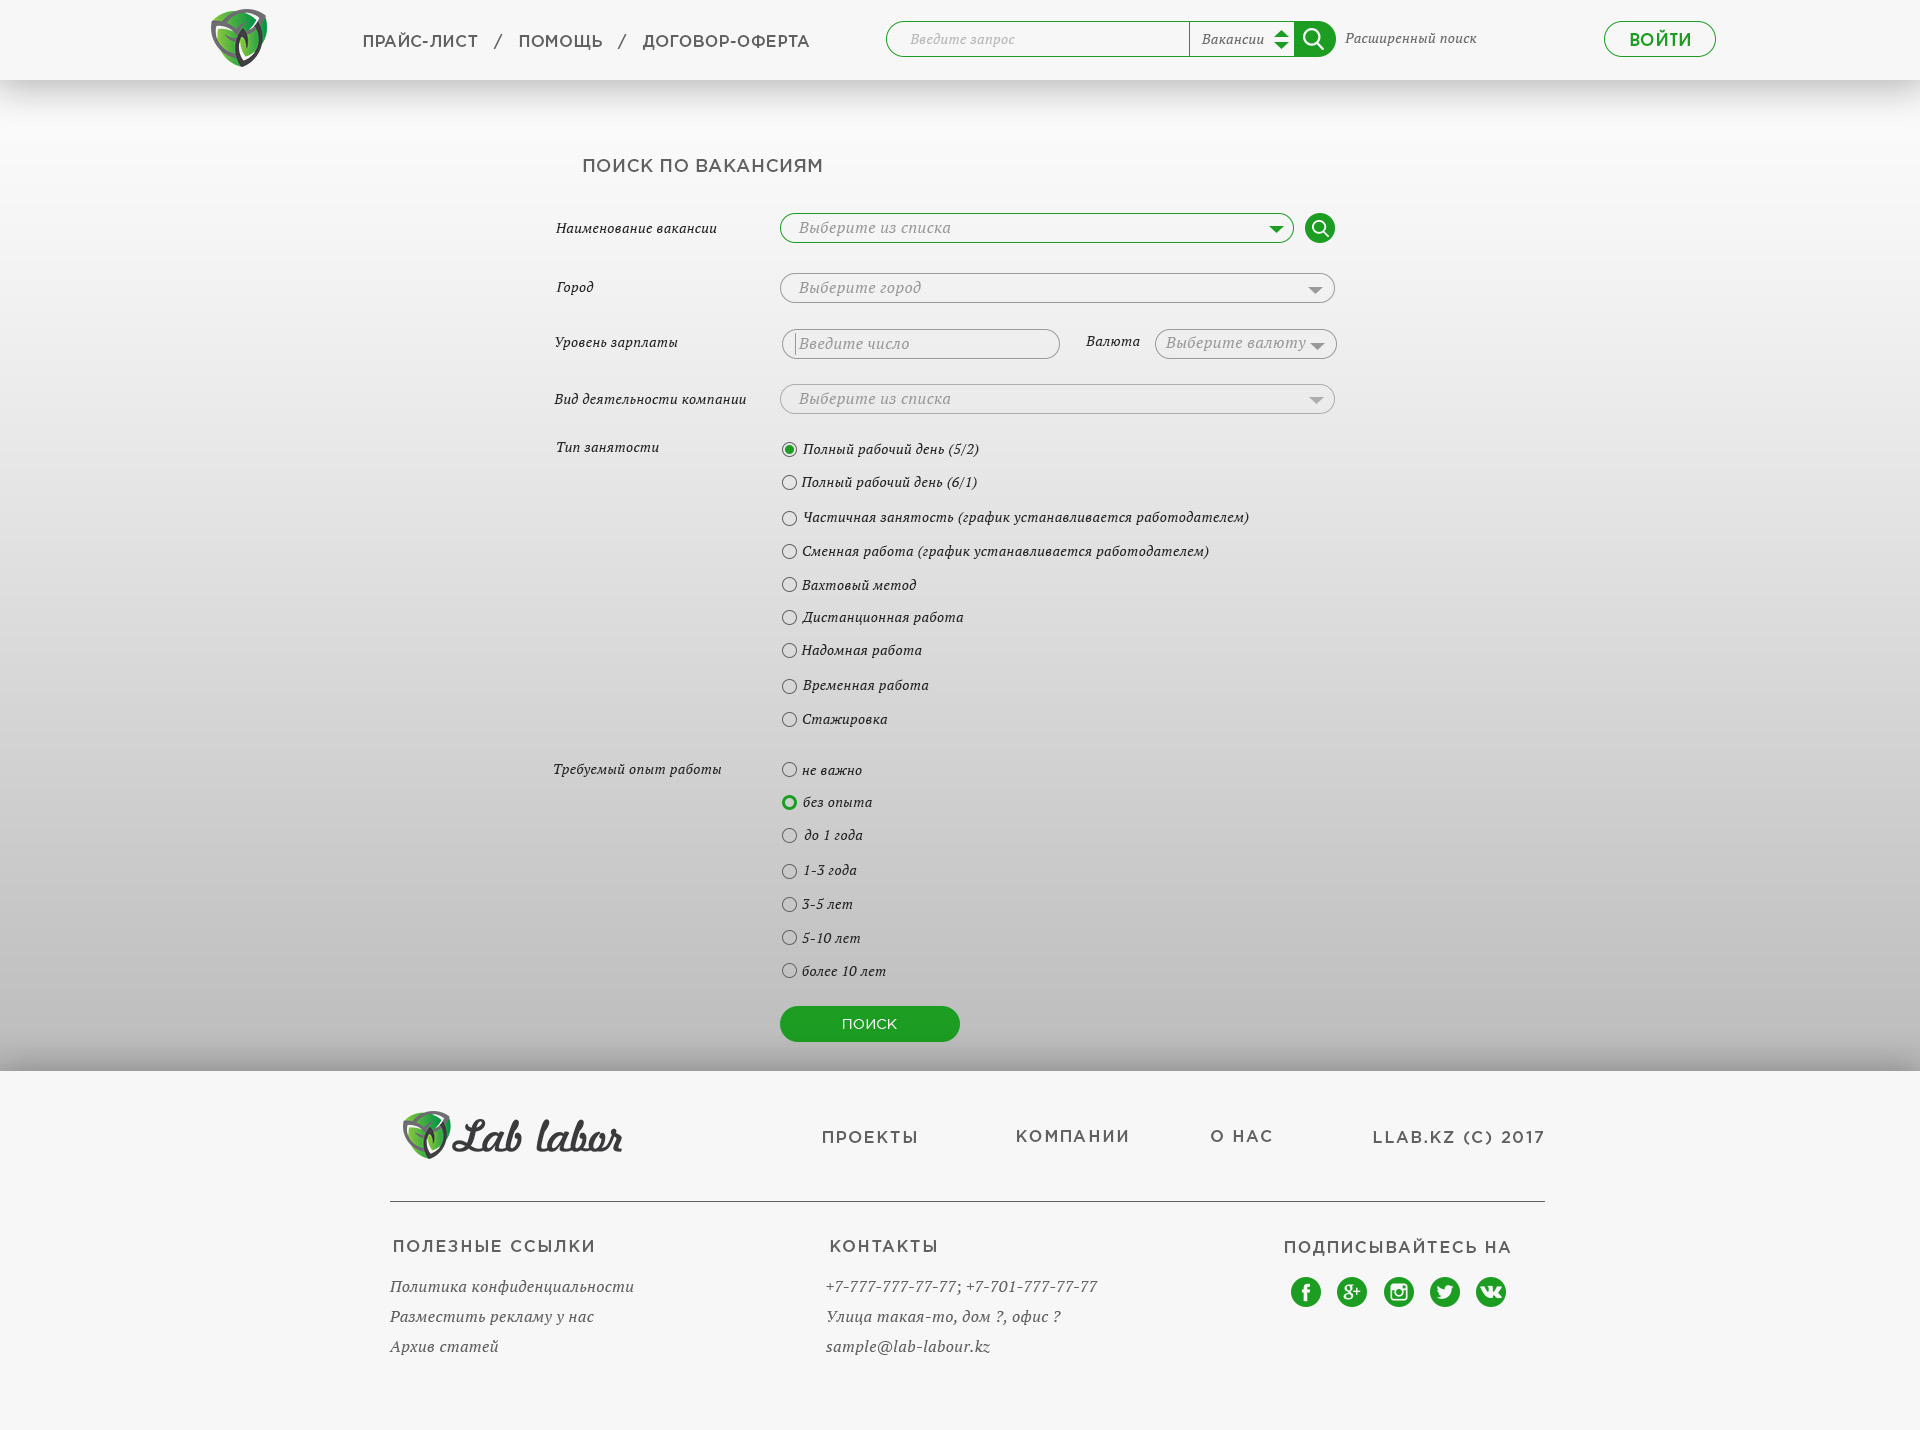 ПРАЙС-ЛИСТ / ПОМОЩЬ / ДОГОВОР-ОФЕРТА
Введите запрос
Вакансии
Расширенный поиск
ВОЙТИ
ПОИСК ПО ВАКАНСИЯМ
Наименование вакансии
Выберите из списка
Город
Выберите город
Уровень зарплаты
Введите число
Валюта
Выберите валюту
Вид деятельности компании
Выберите из списка
Тип занятости
Полный рабочий день (5/2)
Полный рабочий день (6/1)
Частичная занятость (график устанавливается работодателем)
Сменная работа (график устанавливается работодателем)
Вахтовый метод
Дистанционная работа
Надомная работа
Временная работа
Стажировка
Требуемый опыт работы
не важно
без опыта
до 1 года
1-3 года
3-5 лет
5-10 лет
более 10 лет
ПОИСК
Lab labor
ПРОЕКТЫ
КОМПАНИИ
О НАС
LLAB.KZ (C) 2017
ПОЛЕЗНЫЕ ССЫЛКИ
Политика конфиденциальности
Разместить рекламу у нас
Архив статей
КОНТАКТЫ
+7-777-777-77-77; +7-701-777-77-77
Улица такая-то, дом ?, офис ?
sample@lab-labour.kz
ПОДПИСЫВАЙТЕСЬ НА